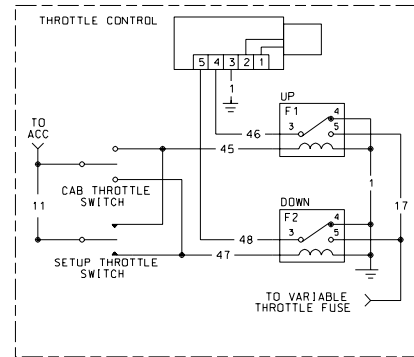 THROTTLE CONTROL
5 4 3 2 1
1
TO
ACC
UP
F1
4
3
5
46
45
CAB THROTTLE
SWITCH
11
1
17
DOWN
F2
4
3
5
48
47
SETUP THROTTLE
SWITCH
TO VARIABLE
THROTTLE FUSE